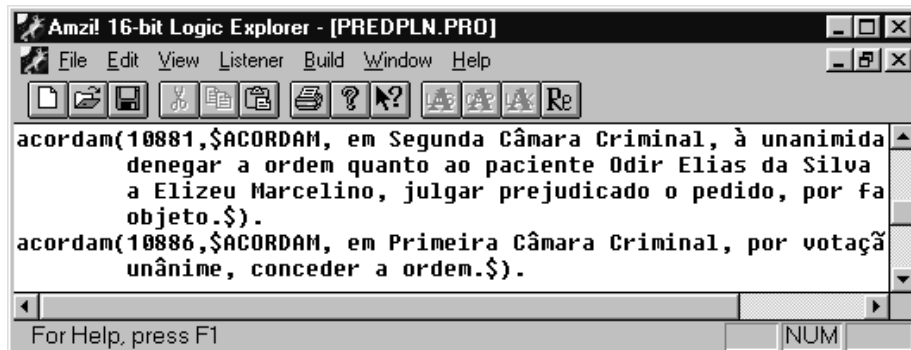 Amzi! 16-bit Logic Explorer - [PREDPLN.PRO]
File Edit View Listener Build Window Help
Re
acordam(10881,$ACORDAM, em Segunda Câmara Criminal, à unanimida
denegar a ordem quanto ao paciente Odir Elias da Silva
a Elizeu Marcelino, julgar prejudicado o pedido, por fa
objeto.$).
acordam(10886,$ACORDAM, em Primeira Câmara Criminal, por votaçã
unânime, conceder a ordem.$).
For Help, press F1 NUM